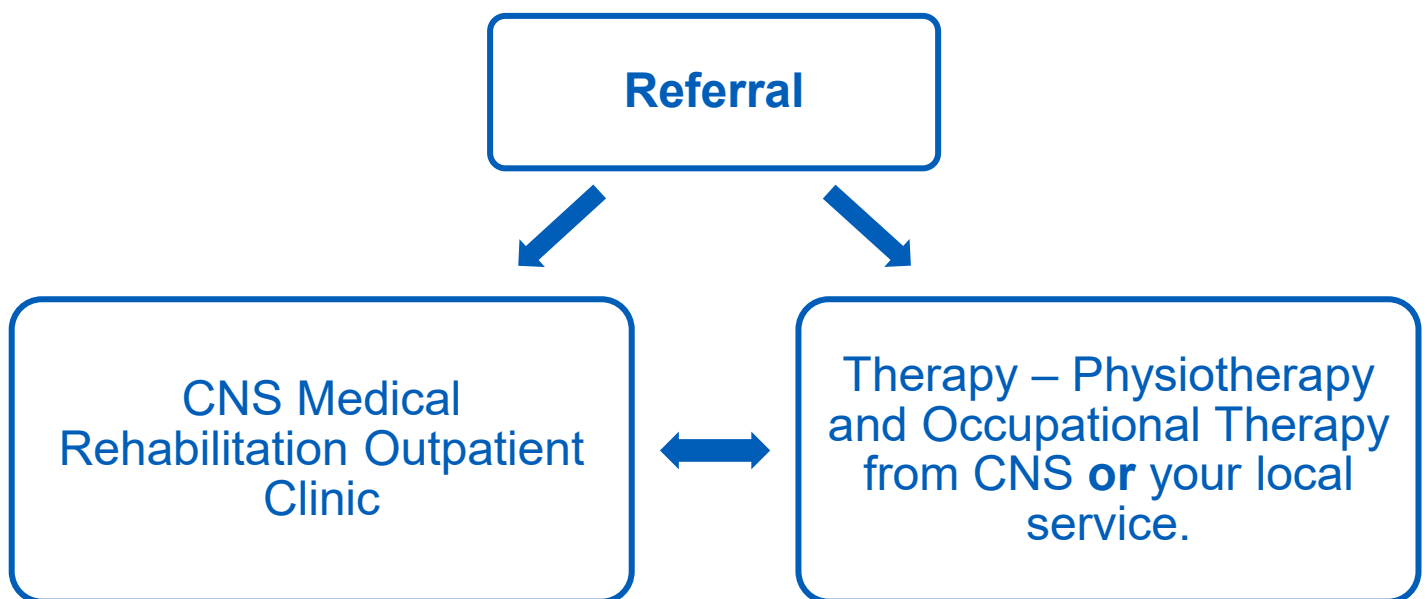 Referral
CNS Medical
Rehabilitation Outpatient
Clinic
Therapy – Physiotherapy
and Occupational Therapy
from CNS or your local
service.